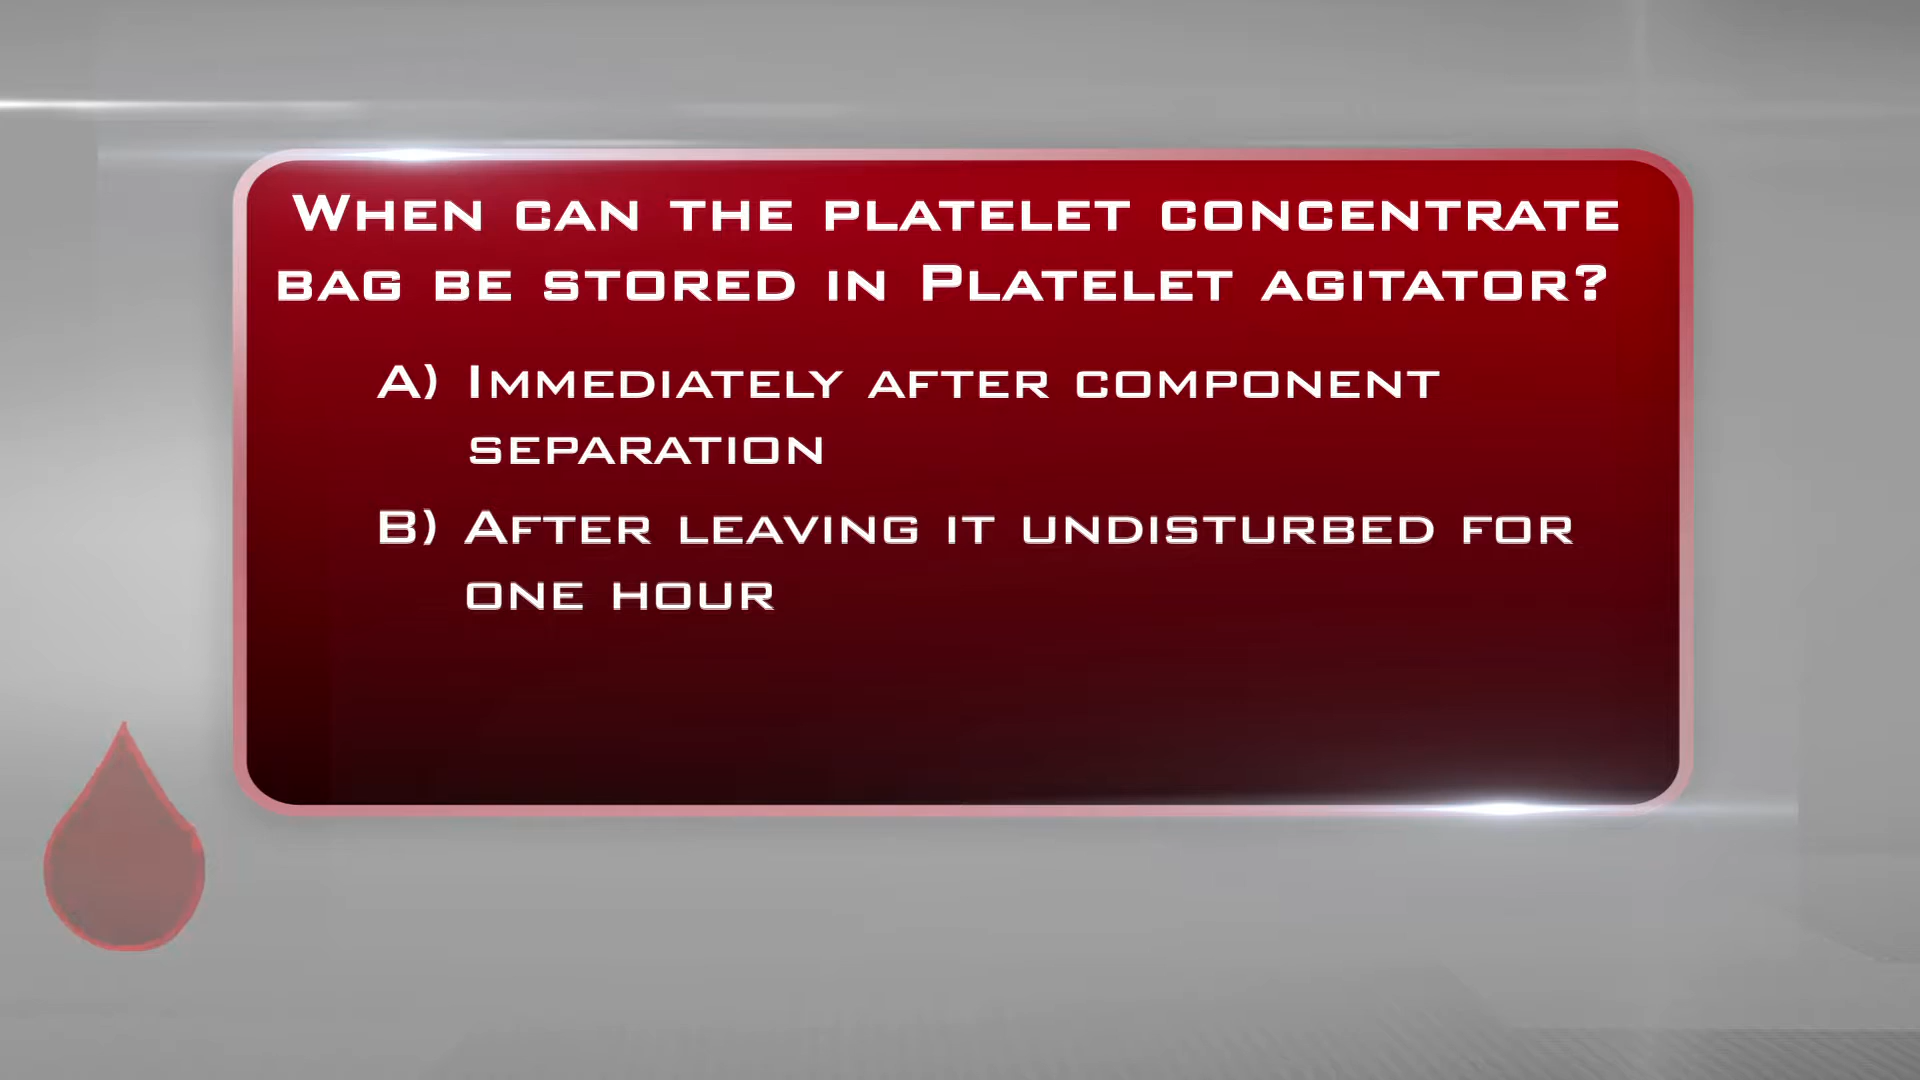 When can the platelet concentrate
bag be stored in Platelet agitator?
A) Immediately after component
separation
B) After leaving it undisturbed for
one hour